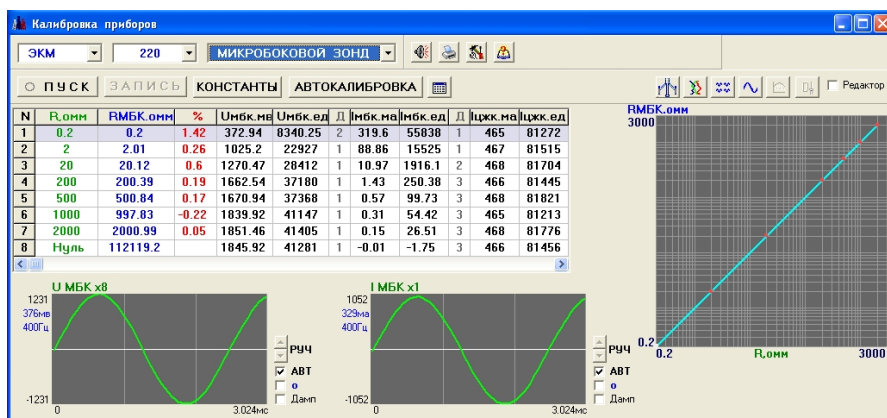 Калибровка приборов
ЭКМ 220 МИКРОБОКОВОЙ ЗОНД
ПУСК ЗАПИСЬ КОНСТАНТЫ АВТОКАЛИБРОВКА Редактор
N R,омм RМБК.омм % Uмбк.мв Uмбк.ед Д Iмбк.ма Iмбк.ед Д Iцжк.ма Iцжк.ед
1 0.2 0.2 1.42 372.94 8340.25 2 319.6 55838 1 465 81272
2 2 2.01 0.26 1025.2 22927 1 88.86 15525 1 467 81515
3 20 20.12 0.6 1270.47 28412 1 10.97 1916.1 2 468 81704
4 200 200.39 0.19 1662.54 37180 1 1.43 250.38 3 466 81445
5 500 500.84 0.17 1670.94 37368 1 0.57 99.73 3 468 81821
6 1000 997.83 -0.22 1839.92 41147 1 0.31 54.42 3 465 81213
7 2000 2000.99 0.05 1851.46 41405 1 0.15 26.51 3 468 81776
8 Нуль 112119.2 1845.92 41281 1 -0.01 -1.75 3 466 81456
RМБК.омм
3000
0.2
0.2 R,омм 3000
U МБК x8
1231
376мв
400Гц
-1231
0 3.024мс
РУЧ
АВТ
о
Дамп
I МБК x1
1052
329ма
400Гц
-1052
0 3.024мс
РУЧ
АВТ
о
Дамп